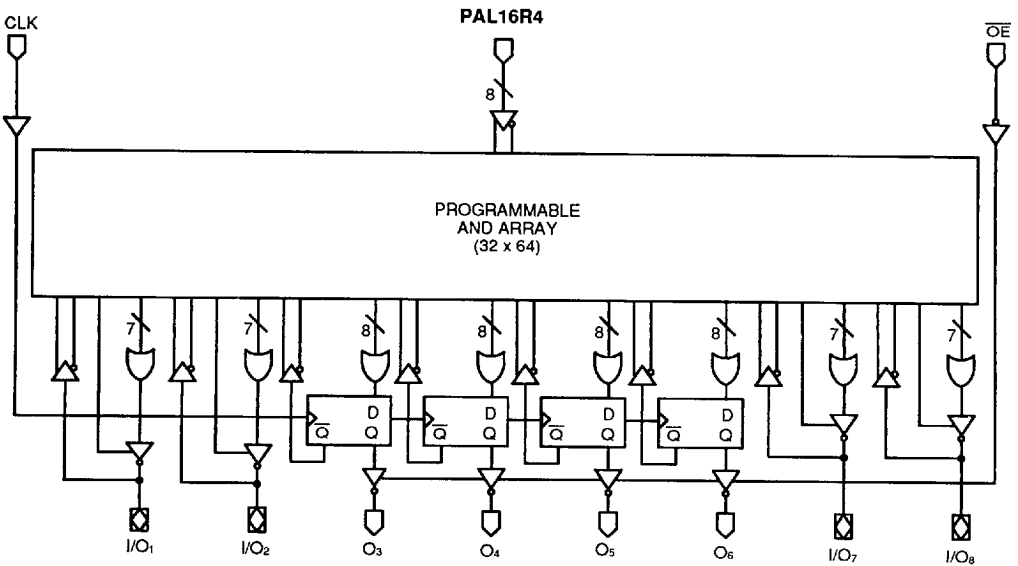 PAL16R4
CLK
OE
8
PROGRAMMABLE
AND ARRAY
(32 x 64)
7 7 8 8 8 8 7 7
D D D D
Q Q Q Q Q Q Q Q
I/O1 I/O2 O3 O4 O5 O6 I/O7 I/O8